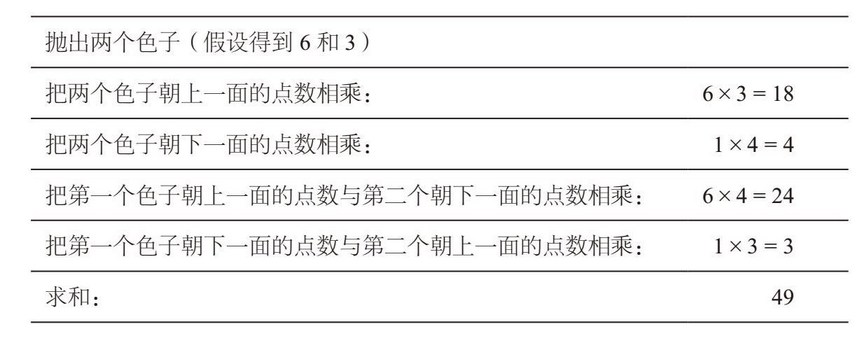 抛出两个色子（假设得到 6 和 3）
把两个色子朝上一面的点数相乘： 6 × 3 = 18
把两个色子朝下一面的点数相乘： 1 × 4 = 4
把第一个色子朝上一面的点数与第二个朝下一面的点数相乘： 6 × 4 = 24
把第一个色子朝下一面的点数与第二个朝上一面的点数相乘： 1 × 3 = 3
求和： 49